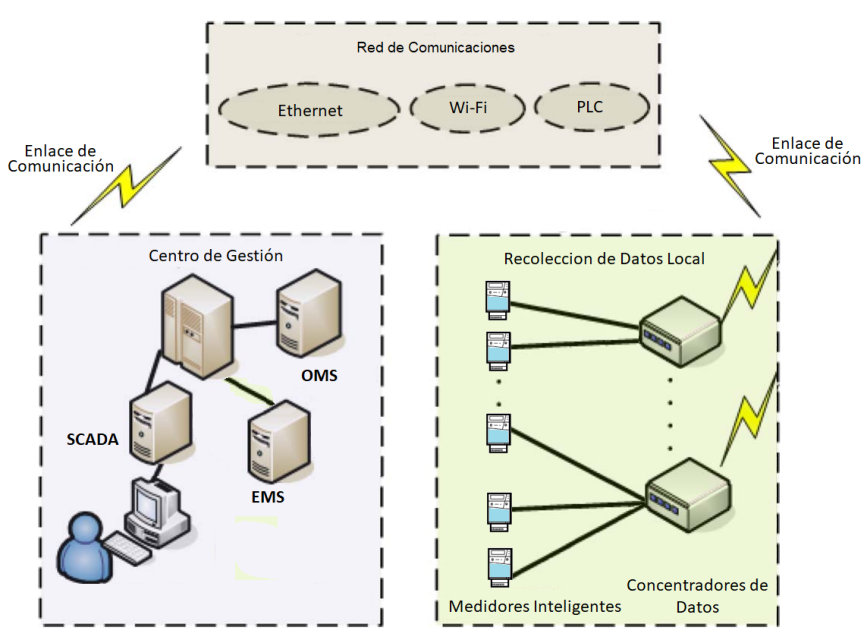 Red de Comunicaciones
Ethernet
Wi-Fi
PLC
Enlace de
Comunicación
Enlace de
Comunicación
Centro de Gestión
OMS
SCADA
EMS
Recoleccion de Datos Local
Medidores Inteligentes
Concentradores de
Datos